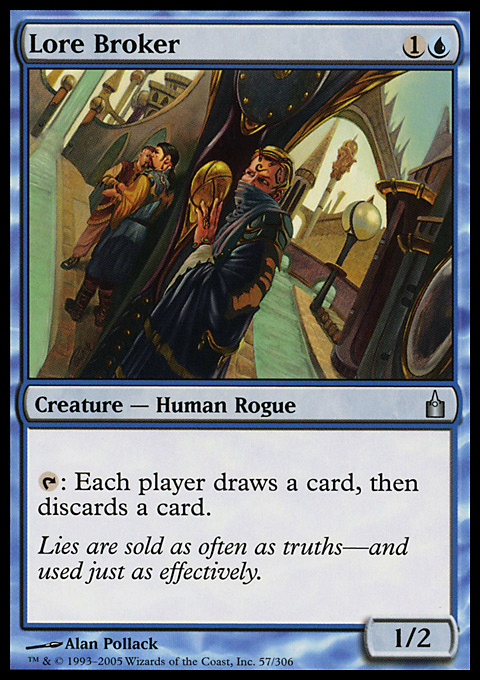 Lore Broker 1
Creature — Human Rogue
: Each player draws a card, then
discards a card.
Lies are sold as often as truths—and
used just as effectively.
1/2
Alan Pollack
™ & © 1993–2005 Wizards of the Coast, Inc. 57/306